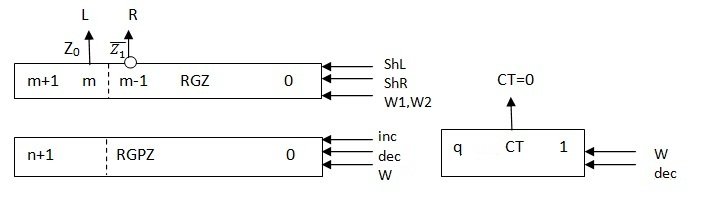 L R
Z₀ Z̅₁
m+1 m m-1 RGZ 0
ShL
ShR
W1,W2
CT=0
n+1 RGPZ 0
inc
dec
W
q CT 1
W
dec